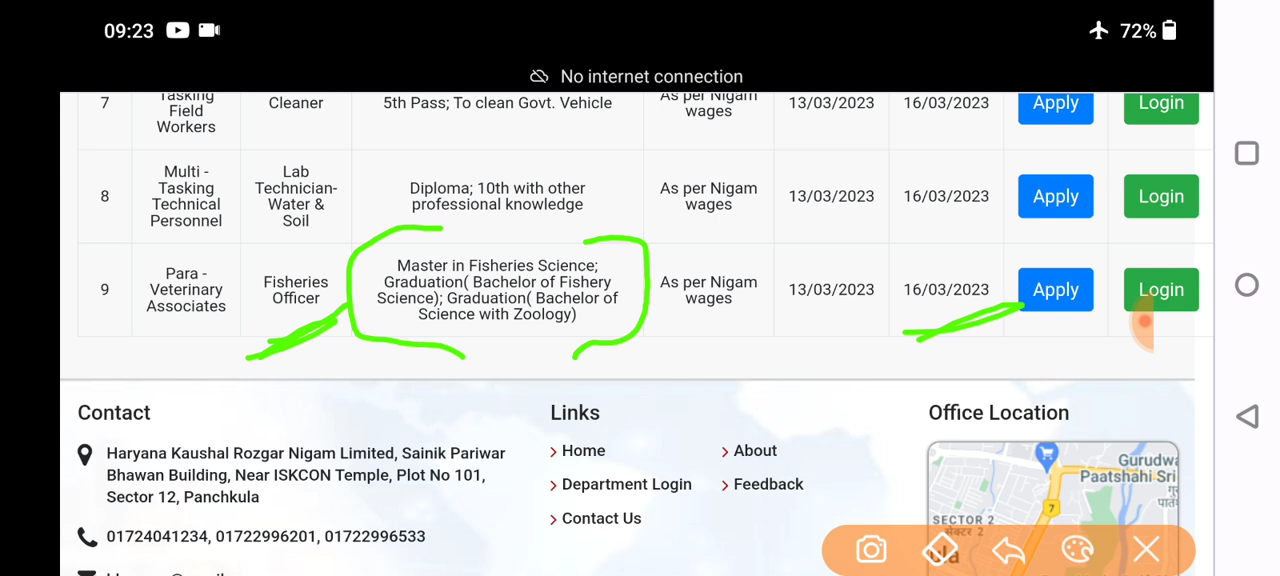 09:23
72%
No internet connection
7
Tasking
Field
Workers
Cleaner
5th Pass; To clean Govt. Vehicle
As per Nigam
wages
13/03/2023
16/03/2023
Apply
Login
8
Multi -
Tasking
Technical
Personnel
Lab
Technician-
Water &
Soil
Diploma; 10th with other
professional knowledge
As per Nigam
wages
13/03/2023
16/03/2023
Apply
Login
9
Para -
Veterinary
Associates
Fisheries
Officer
Master in Fisheries Science;
Graduation( Bachelor of Fishery
Science); Graduation( Bachelor of
Science with Zoology)
As per Nigam
wages
13/03/2023
16/03/2023
Apply
Login
Contact
Haryana Kaushal Rozgar Nigam Limited, Sainik Pariwar
Bhawan Building, Near ISKCON Temple, Plot No 101,
Sector 12, Panchkula
01724041234, 01722996201, 01722996533
Links
Home
About
Department Login
Feedback
Contact Us
Office Location
Gurudwa
Paatshahi Sri
7
SECTOR 2
सेक्टर 2